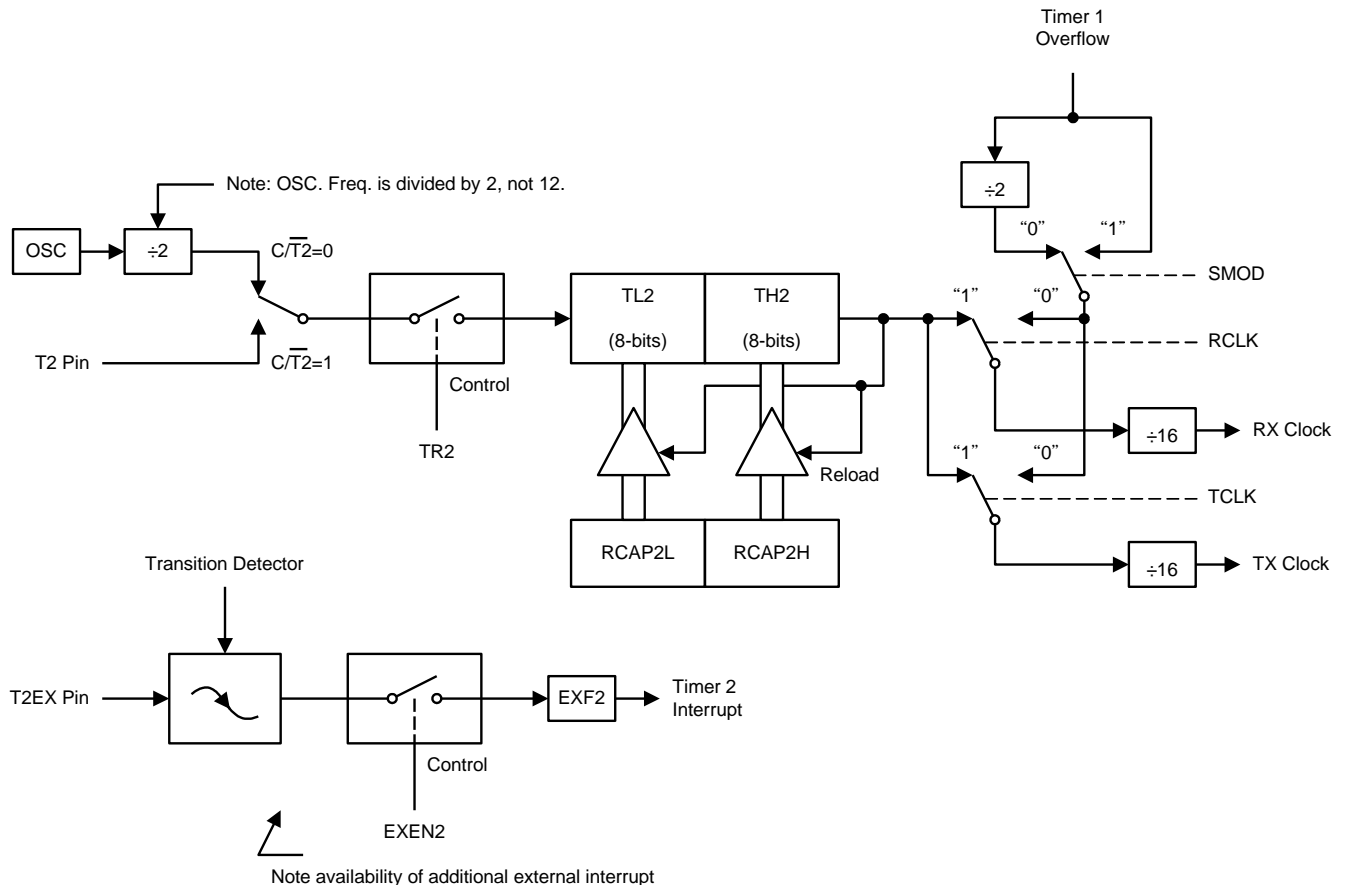 Timer 1
Overflow
Note: OSC. Freq. is divided by 2, not 12.
÷2
“0”
“1”
OSC
÷2
C/T2=0
SMOD
TL2
TH2
“1”
“0”
(8-bits)
(8-bits)
RCLK
T2 Pin
C/T2=1
Control
TR2
÷16
RX Clock
“1”
“0”
Reload
TCLK
RCAP2L
RCAP2H
÷16
TX Clock
Transition Detector
T2EX Pin
EXF2
Timer 2
Interrupt
Control
EXEN2
Note availability of additional external interrupt